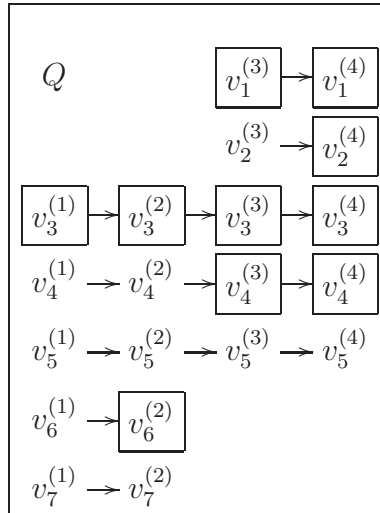 Q v_1^{(3)} → v_1^{(4)}
v_2^{(3)} → v_2^{(4)}
v_3^{(1)} → v_3^{(2)} → v_3^{(3)} → v_3^{(4)}
v_4^{(1)} → v_4^{(2)} → v_4^{(3)} → v_4^{(4)}
v_5^{(1)} → v_5^{(2)} → v_5^{(3)} → v_5^{(4)}
v_6^{(1)} → v_6^{(2)}
v_7^{(1)} → v_7^{(2)}